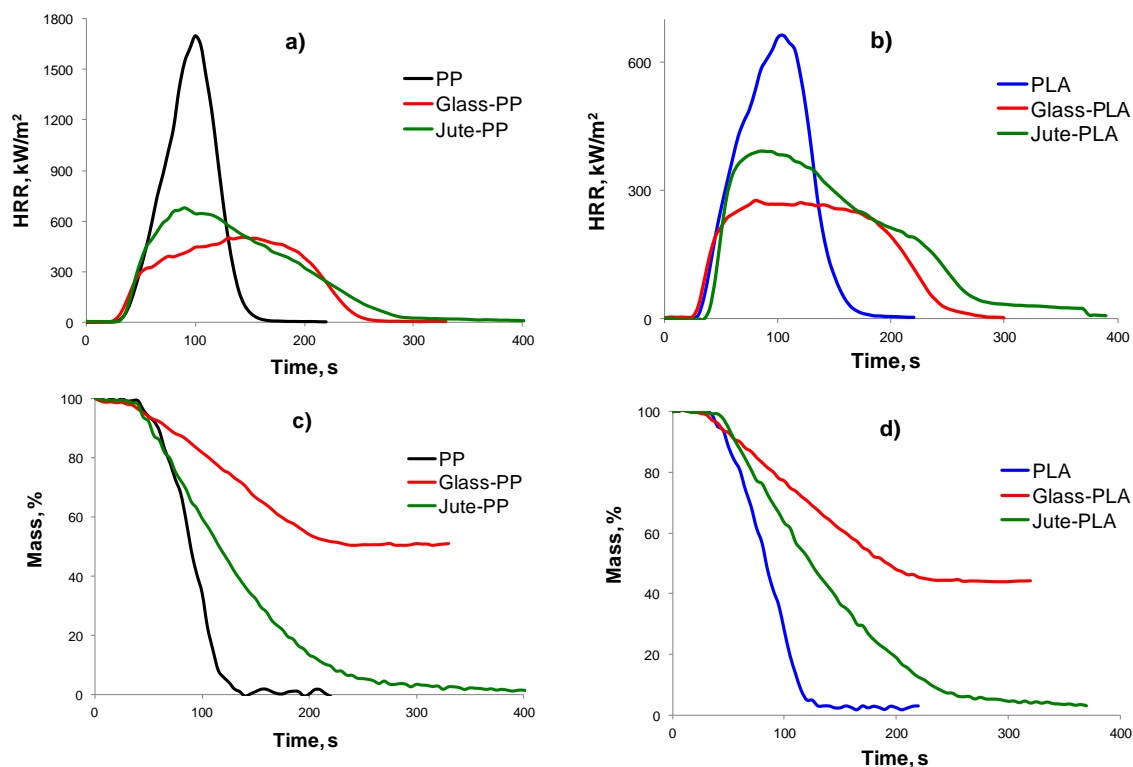 a)
HRR, kW/m²
1800
1500
1200
900
600
300
0
PP
Glass-PP
Jute-PP
0 100 200 300 400
Time, s
b)
HRR, kW/m²
600
300
0
PLA
Glass-PLA
Jute-PLA
0 100 200 300 400
Time, s
c)
Mass, %
100
80
60
40
20
0
PP
Glass-PP
Jute-PP
0 100 200 300 400
Time, s
d)
Mass, %
100
80
60
40
20
0
PLA
Glass-PLA
Jute-PLA
0 100 200 300 400
Time, s